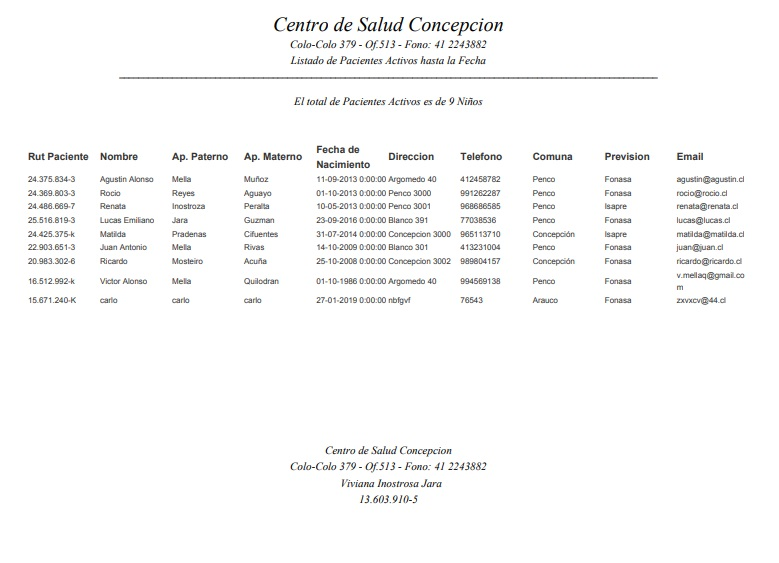 Centro de Salud Concepcion
Colo-Colo 379 - Of.513 - Fono: 41 2243882
Listado de Pacientes Activos hasta la Fecha
El total de Pacientes Activos es de 9 Niños
Rut Paciente Nombre Ap. Paterno Ap. Materno Fecha de Nacimiento Direccion Telefono Comuna Prevision Email
24.375.834-3 Agustin Alonso Mella Muñoz 11-09-2013 0:00:00 Argomedo 40 412458782 Penco Fonasa agustin@agustin.cl
24.369.803-3 Rocio Reyes Aguayo 01-10-2013 0:00:00 Penco 3000 991262287 Penco Fonasa rocio@rocio.cl
24.486.669-7 Renata Inostroza Peralta 10-05-2013 0:00:00 Penco 3001 968686585 Penco Isapre renata@renata.cl
25.516.819-3 Lucas Emiliano Jara Guzman 23-09-2016 0:00:00 Blanco 391 77038536 Penco Fonasa lucas@lucas.cl
24.425.375-k Matilda Pradenas Cifuentes 31-07-2014 0:00:00 Concepcion 3000 965113710 Concepción Isapre matilda@matilda.cl
22.903.651-3 Juan Antonio Mella Rivas 14-10-2009 0:00:00 Blanco 301 413231004 Penco Fonasa juan@juan.cl
20.983.302-6 Ricardo Mosteiro Acuña 25-10-2008 0:00:00 Concepcion 3002 989804157 Concepción Fonasa ricardo@ricardo.cl
16.512.992-k Victor Alonso Mella Quilodran 01-10-1986 0:00:00 Argomedo 40 994569138 Penco Fonasa v.mellaq@gmail.co
m
15.671.240-K carlo carlo carlo 27-01-2019 0:00:00 nbfgvf 76543 Arauco Fonasa zxvxcv@44.cl
Centro de Salud Concepcion
Colo-Colo 379 - Of.513 - Fono: 41 2243882
Viviana Inostrosa Jara
13.603.910-5